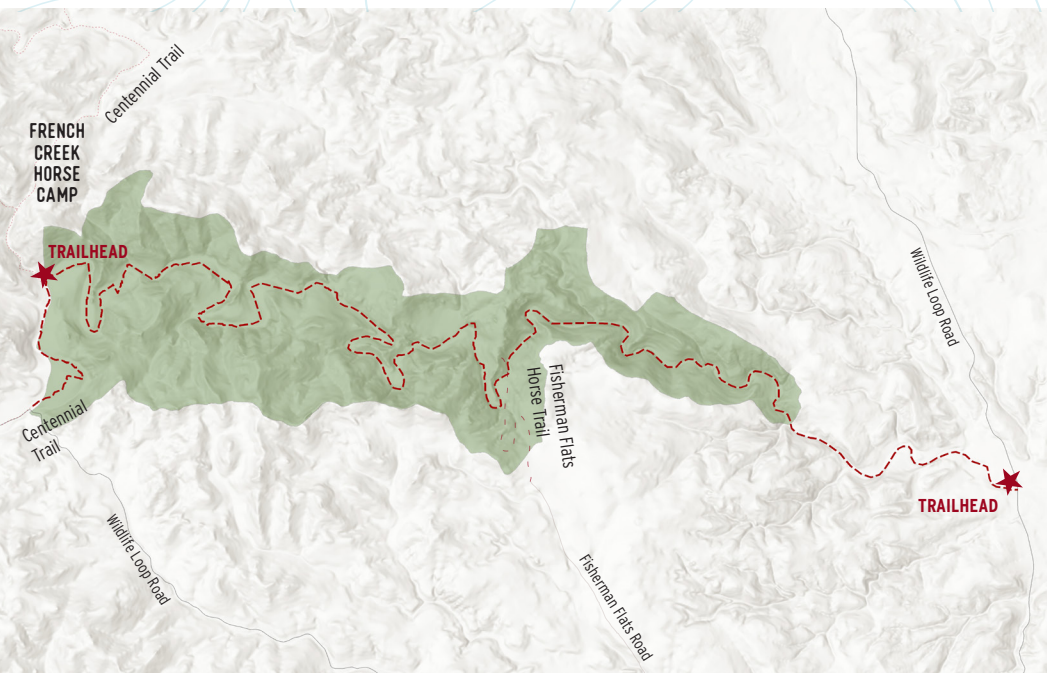 Centennial Trail
FRENCH
CREEK
HORSE
CAMP
TRAILHEAD
Wildlife Loop Road
Fisherman Flats
Horse Trail
Centennial
Trail
TRAILHEAD
Wildlife Loop Road
Fisherman Flats Road